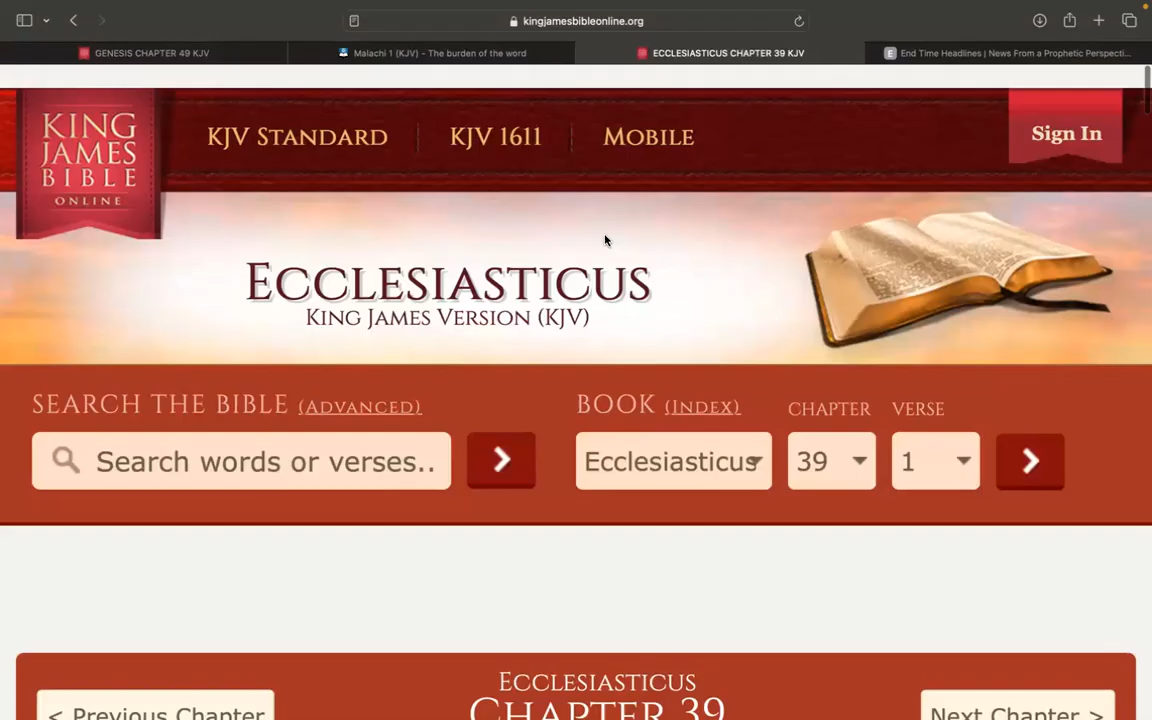 kingjamesbibleonline.org
GENESIS CHAPTER 49 KJV
Malachi 1 (KJV) - The burden of the word
ECCLESIASTICUS CHAPTER 39 KJV
E End Time Headlines | News From a Prophetic Perspecti...
KING JAMES BIBLE ONLINE
KJV STANDARD
KJV 1611
MOBILE
Sign In
ECCLESIASTICUS
KING JAMES VERSION (KJV)
SEARCH THE BIBLE (ADVANCED)
BOOK (INDEX)
CHAPTER
VERSE
Search words or verses..
Ecclesiasticus
39
1
ECCLESIASTICUS
CHAPTER 39
< Previous Chapter
Next Chapter >